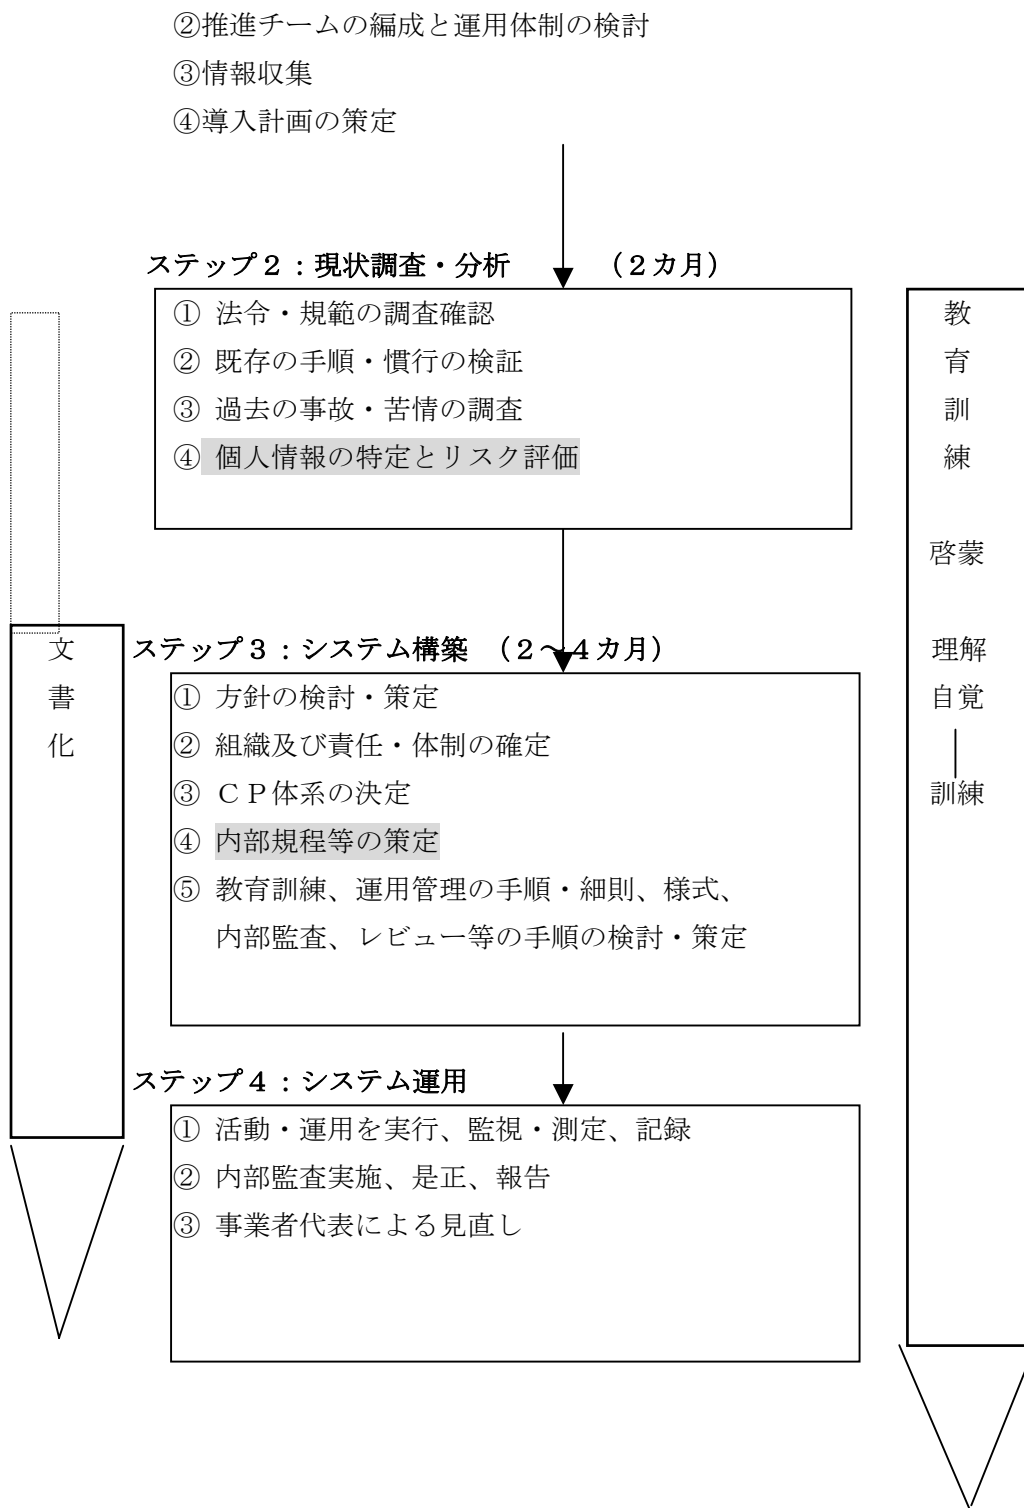 ②推進チームの編成と運用体制の検討
③情報収集
④導入計画の策定
ステップ２：現状調査・分析　（２カ月）
① 法令・規範の調査確認
② 既存の手順・慣行の検証
③ 過去の事故・苦情の調査
④ 個人情報の特定とリスク評価
ステップ３：システム構築　（２～４カ月）
① 方針の検討・策定
② 組織及び責任・体制の確定
③ ＣＰ体系の決定
④ 内部規程等の策定
⑤ 教育訓練、運用管理の手順・細則、様式、
内部監査、レビュー等の手順の検討・策定
ステップ４：システム運用
① 活動・運用を実行、監視・測定、記録
② 内部監査実施、是正、報告
③ 事業者代表による見直し
文
書
化
教
育
訓
練
啓蒙
理解
自覚
訓練